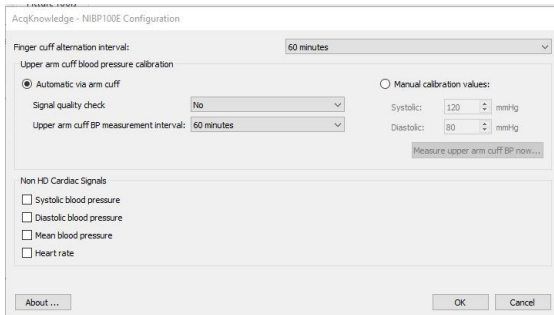 AcqKnowledge - NIBP100E Configuration
Finger cuff alternation interval: 60 minutes
Upper arm cuff blood pressure calibration
Automatic via arm cuff
Manual calibration values:
Signal quality check No
Systolic: 120 mmHg
Upper arm cuff BP measurement interval: 60 minutes
Diastolic: 80 mmHg
Measure upper arm cuff BP now...
Non HD Cardiac Signals
Systolic blood pressure
Diastolic blood pressure
Mean blood pressure
Heart rate
About ... OK Cancel